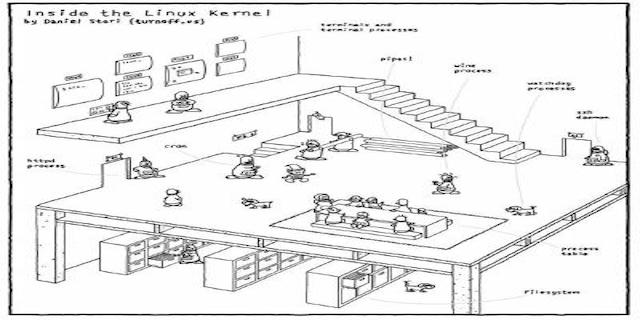 Inside the Linux Kernel
by Daniel Stori {turnoff.us}
terminals and
terminal processes
pipes!
wine
process
watchdog
processes
ssh
daemon
cron
httpd
process
process
table
filesystem